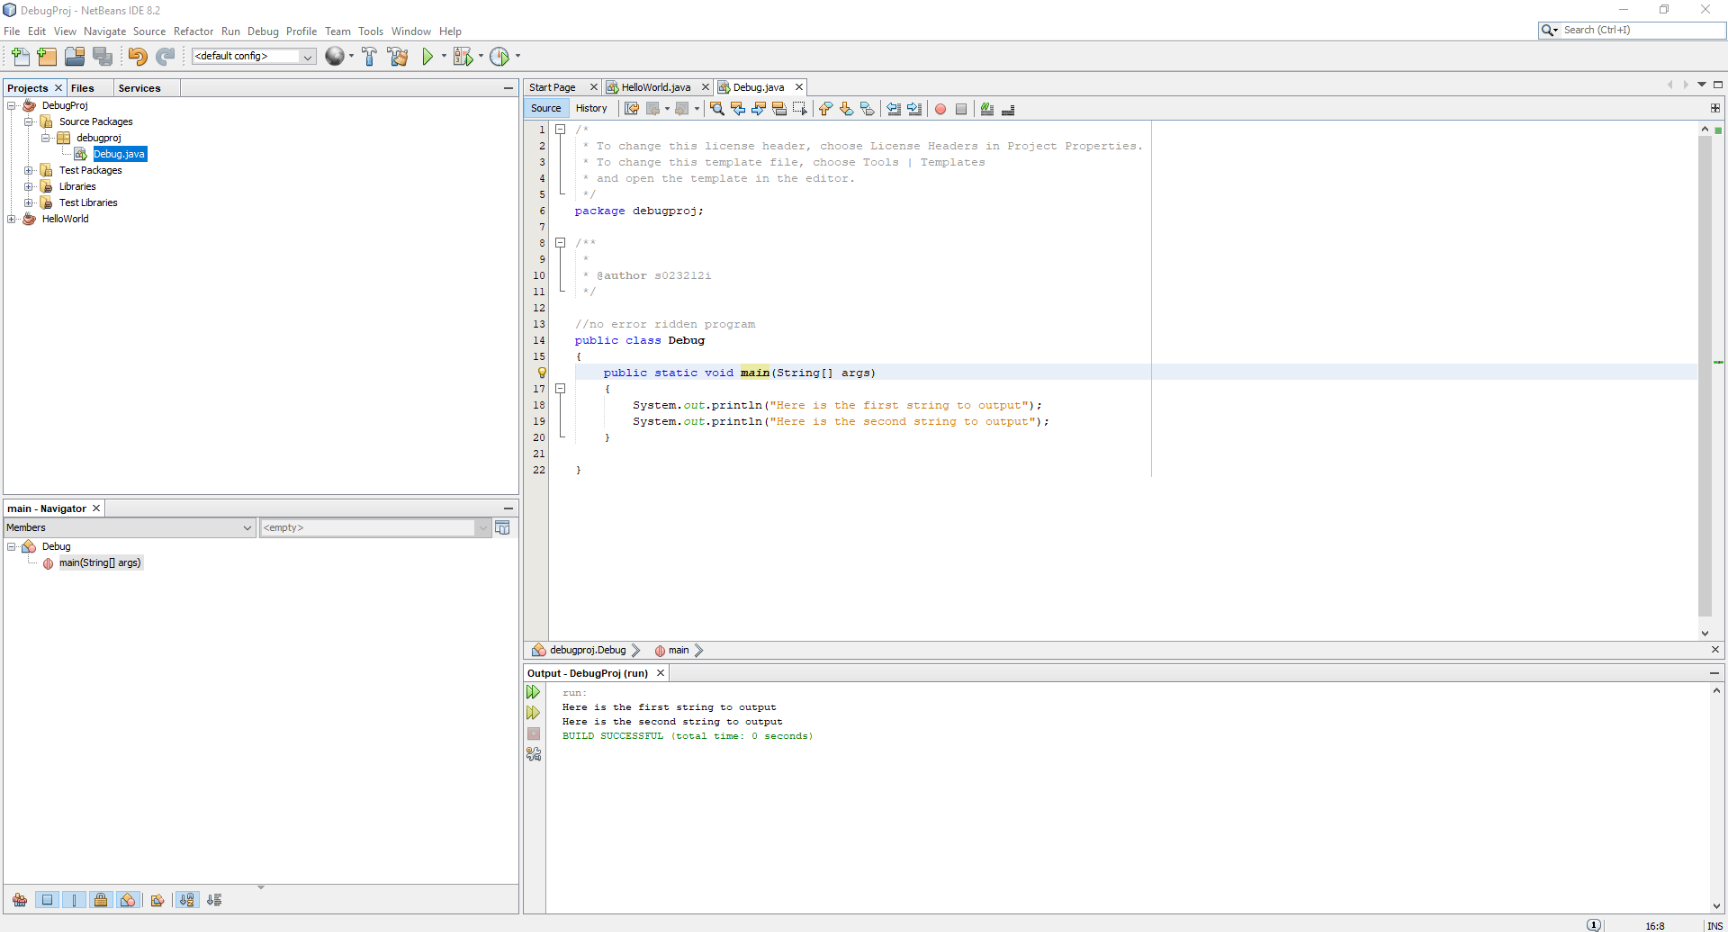 DebugProj - NetBeans IDE 8.2
File Edit View Navigate Source Refactor Run Debug Profile Team Tools Window Help
Search (Ctrl+I)
<default config>
Projects Files Services
DebugProj
Source Packages
debugproj
Debug.java
Test Packages
Libraries
Test Libraries
HelloWorld
main - Navigator
Members
<empty>
Debug
main(String[] args)
Start Page HelloWorld.java Debug.java
Source History
1 /*
2 * To change this license header, choose License Headers in Project Properties.
3 * To change this template file, choose Tools | Templates
4 * and open the template in the editor.
5 */
6 package debugproj;
7
8 /**
9 *
10 * @author s023212i
11 */
12
13 //no error ridden program
14 public class Debug
15 {
public static void main(String[] args)
17 {
18 System.out.println("Here is the first string to output");
19 System.out.println("Here is the second string to output");
20 }
21
22 }
debugproj.Debug main
Output - DebugProj (run)
run:
Here is the first string to output
Here is the second string to output
BUILD SUCCESSFUL (total time: 0 seconds)
1 16:8 INS